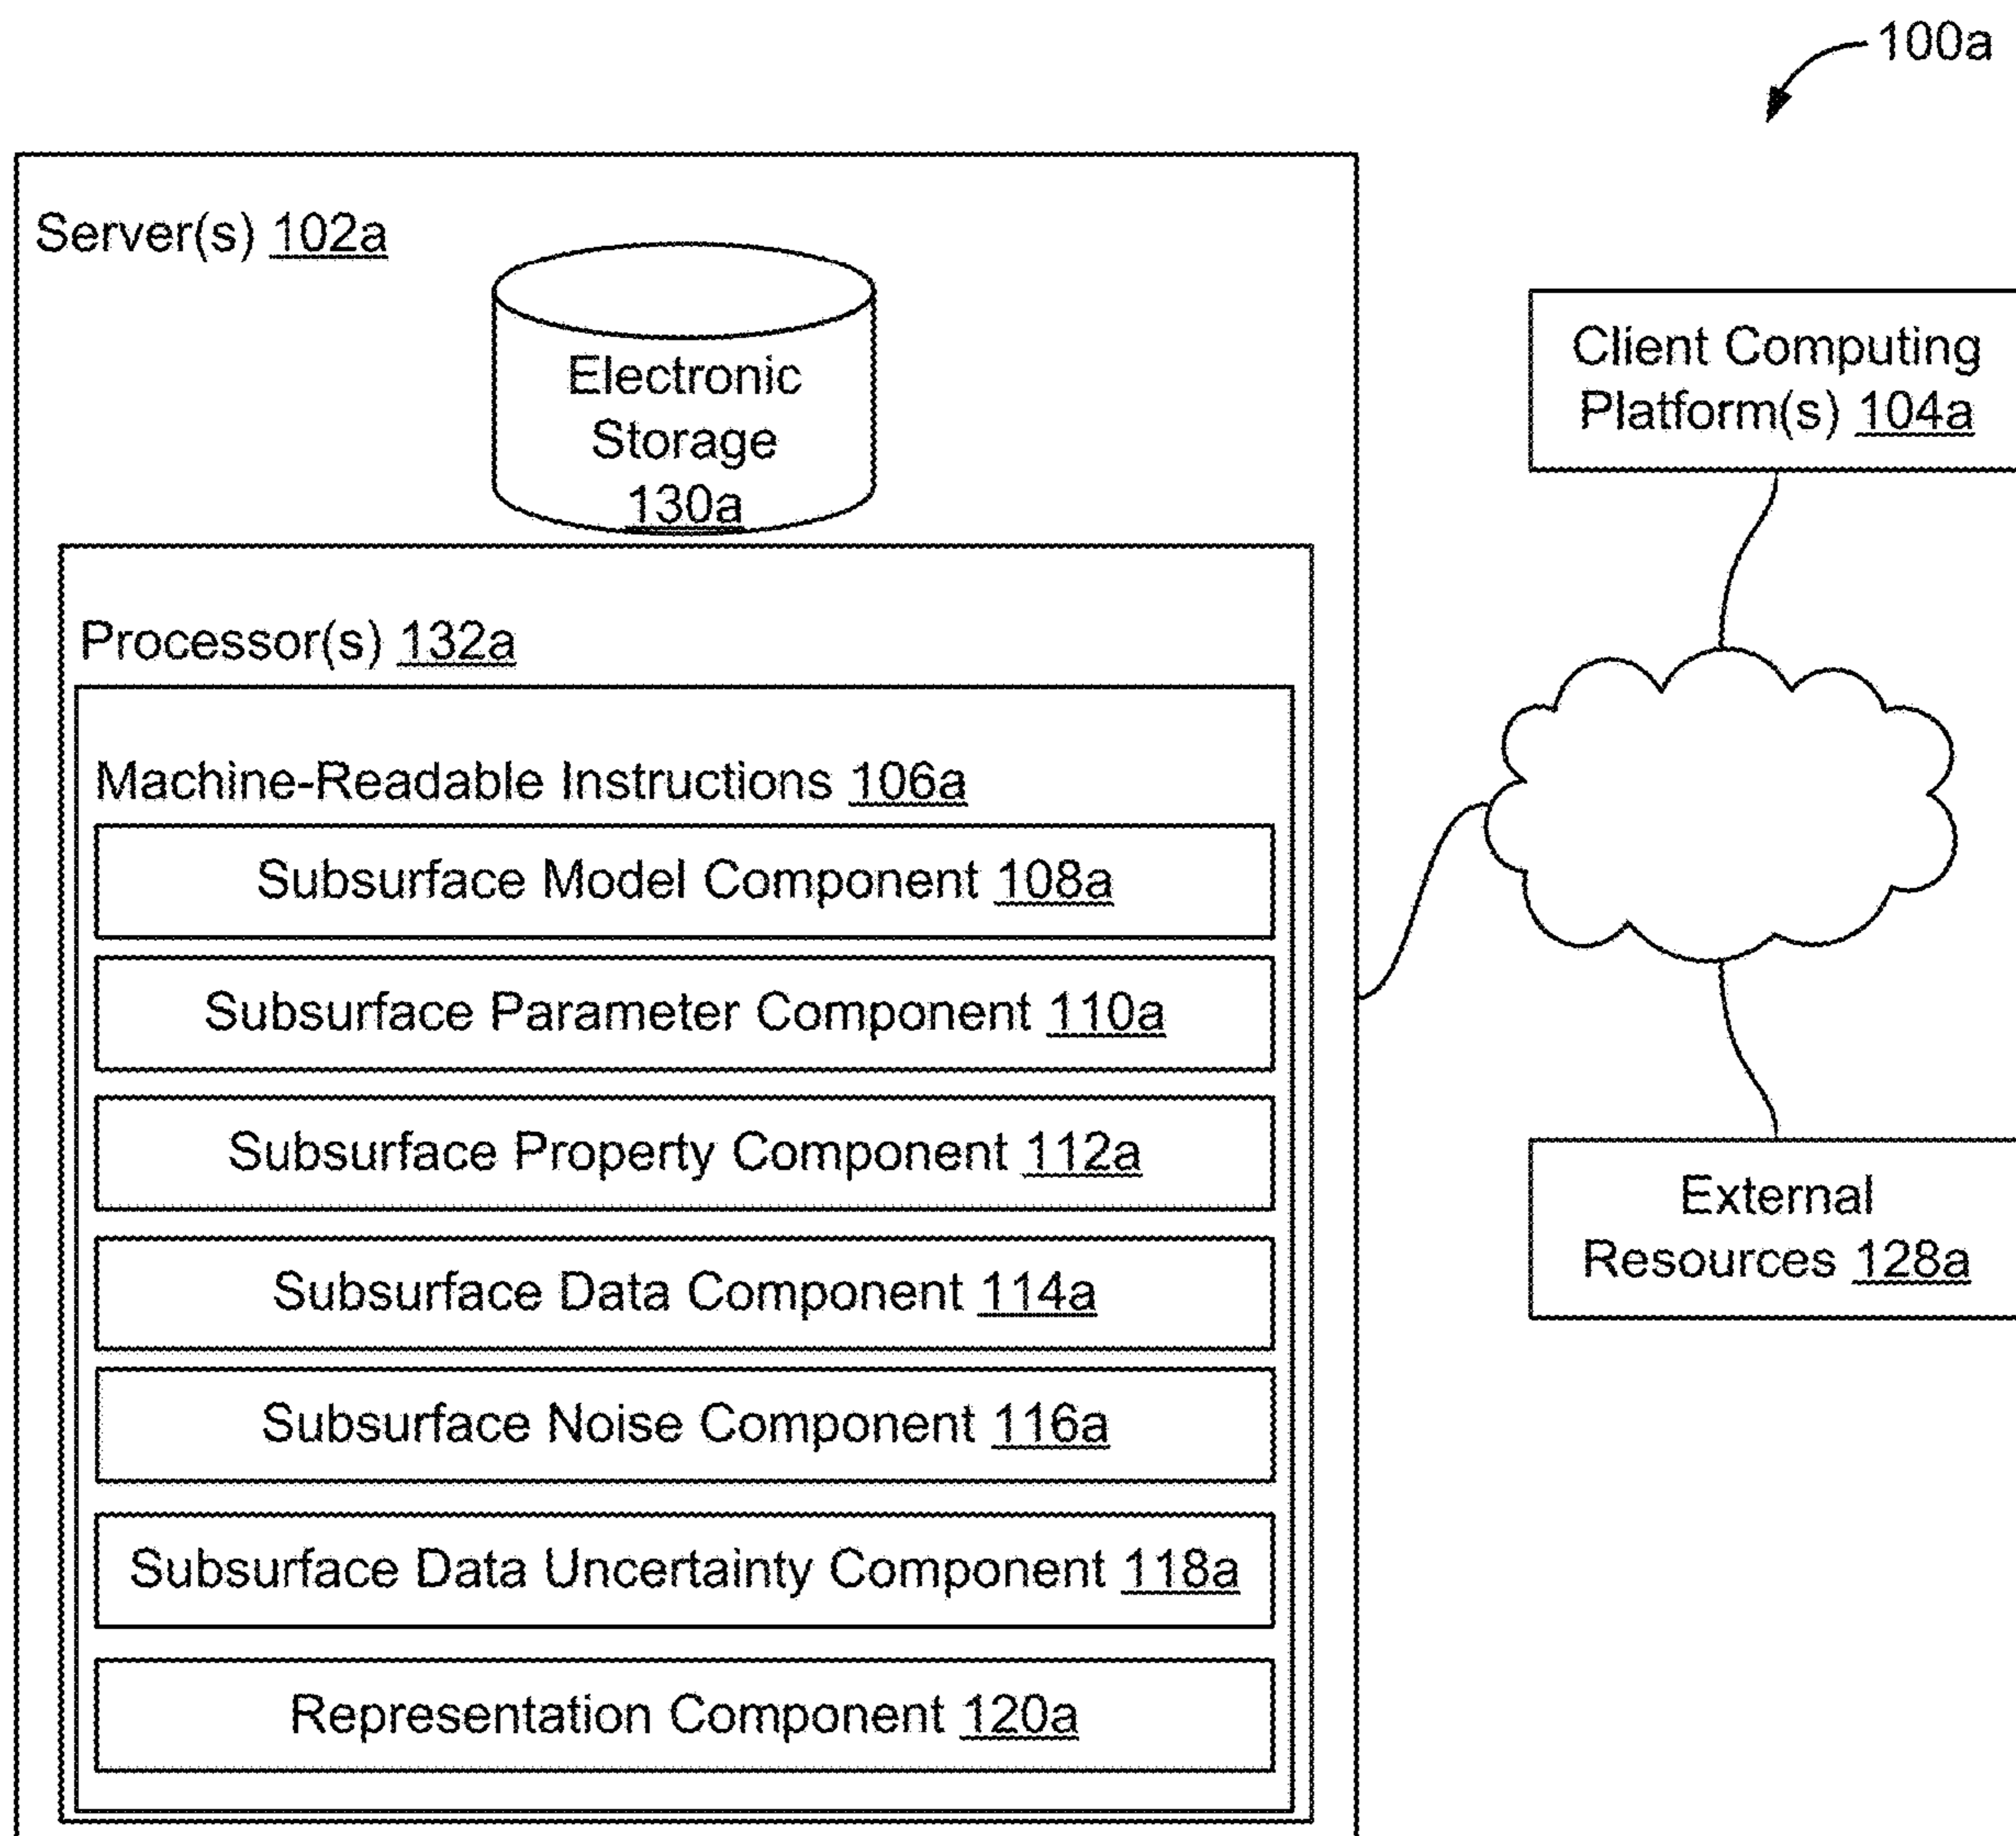 100a
Server(s) 102a
Electronic
Storage
130a
Client Computing
Platform(s) 104a
Processor(s) 132a
Machine-Readable Instructions 106a
Subsurface Model Component 108a
Subsurface Parameter Component 110a
Subsurface Property Component 112a
External
Resources 128a
Subsurface Data Component 114a
Subsurface Noise Component 116a
Subsurface Data Uncertainty Component 118a
Representation Component 120a